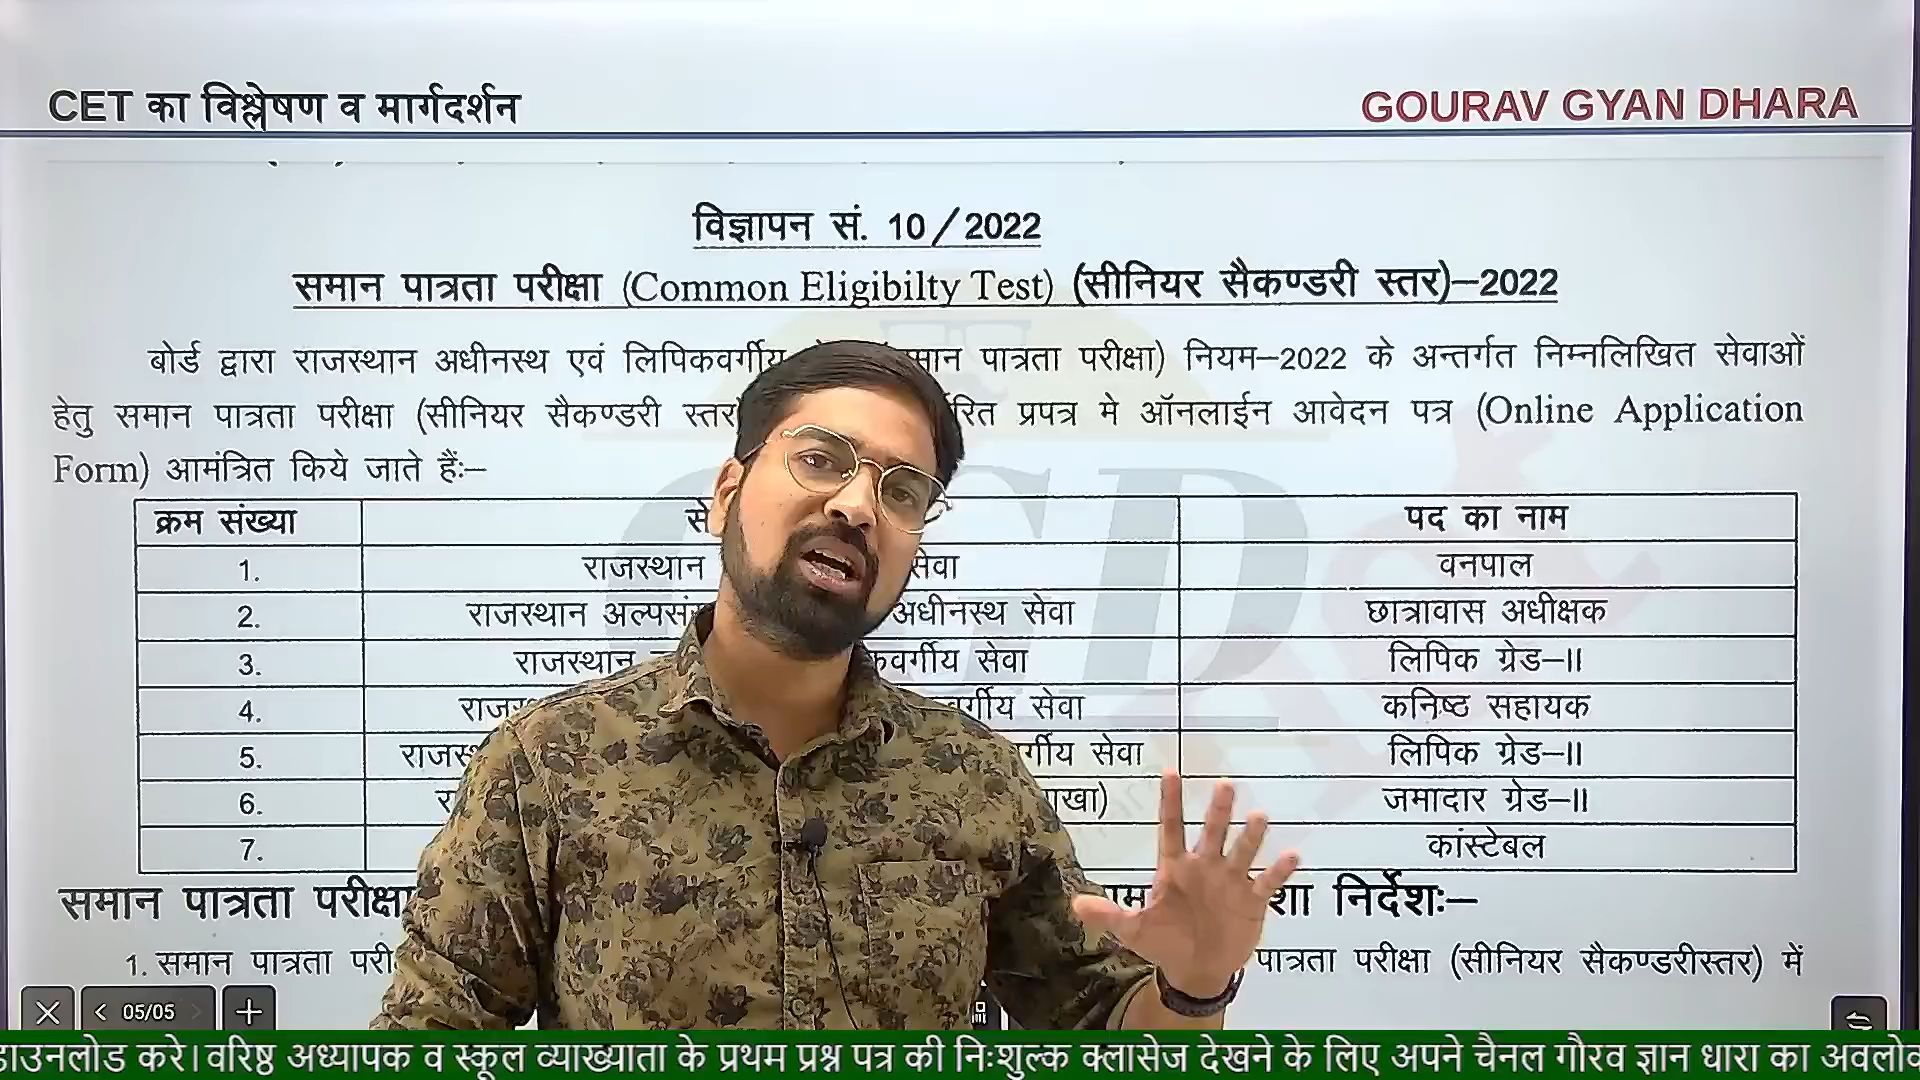 CET का विश्लेषण व मार्गदर्शन
GOURAV GYAN DHARA
विज्ञापन सं. 10/2022
समान पात्रता परीक्षा (Common Eligibilty Test) (सीनियर सैकण्डरी स्तर)–2022
बोर्ड द्वारा राजस्थान अधीनस्थ एवं लिपिकवर्गीय पात्रता परीक्षा) नियम–2022 के अन्तर्गत निम्नलिखित सेवाओं
हेतु समान पात्रता परीक्षा (सीनियर सैकण्डरी स्तर प्रपत्र मे ऑनलाईन आवेदन पत्र (Online Application
Form) आमंत्रित किये जाते हैंः–
क्रम संख्या पद का नाम
1. राजस्थान सेवा वनपाल
2. राजस्थान अधीनस्थ सेवा छात्रावास अधीक्षक
3. राजस्थान सेवा लिपिक ग्रेड–II
4. सेवा कनिष्ठ सहायक
5. सेवा लिपिक ग्रेड–II
6. जमादार ग्रेड–II
7. कांस्टेबल
समान पात्रता परीक्षा निर्देशः–
1. समान पात्रता पात्रता परीक्षा (सीनियर सैकण्डरीस्तर) में
05/05
डाउनलोड करे। वरिष्ठ अध्यापक व स्कूल व्याख्याता के प्रथम प्रश्न पत्र की निःशुल्क क्लासेज देखने के लिए अपने चैनल गौरव ज्ञान धारा का